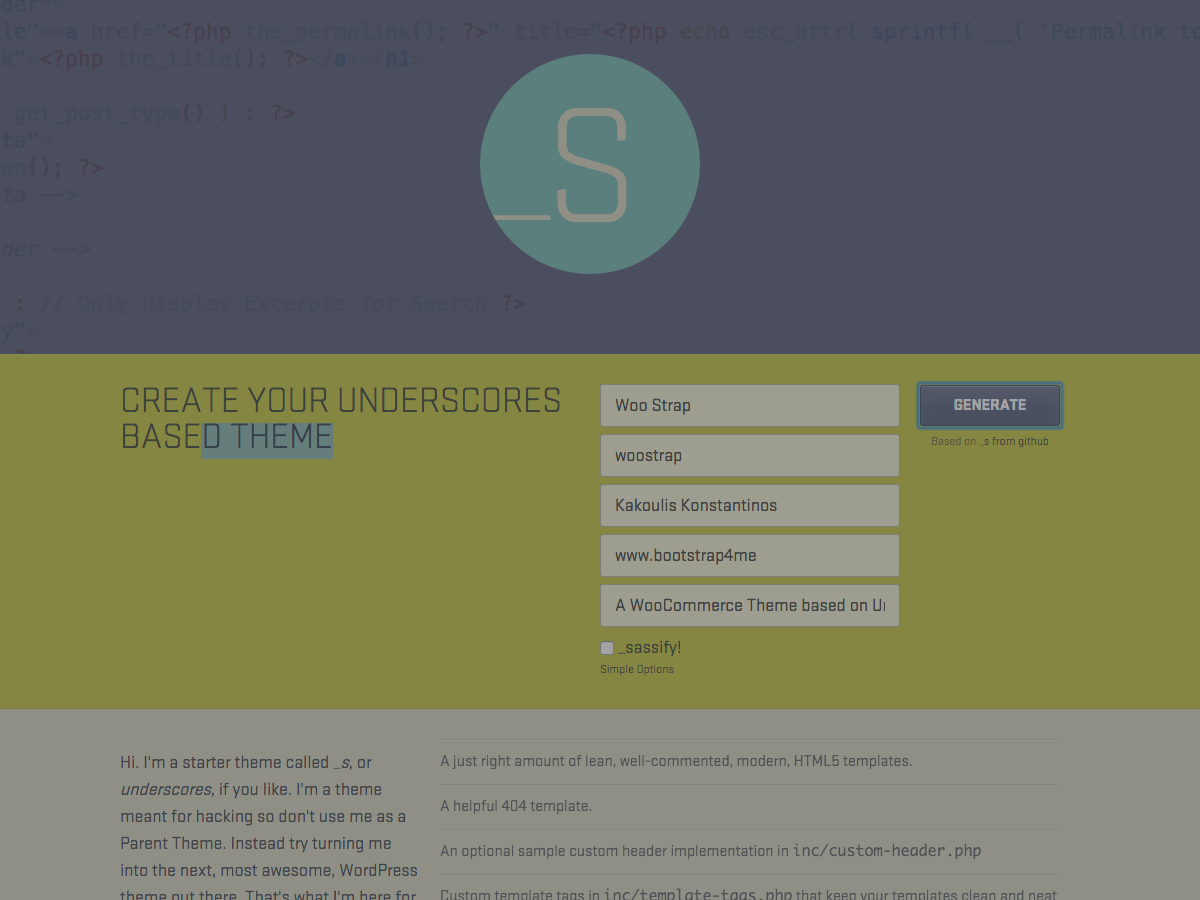 der">
le"><a href="<?php the_permalink(); ?>" title="<?php echo esc_attr( sprintf( __( 'Permalink to
k"><?php the_title(); ?></a></h1>
get_post_type() ) : ?>
ta">
on(); ?>
ta -->
der -->
: // Only display Excerpts for Search ?>
y">
_S
CREATE YOUR UNDERSCORES
BASED THEME
Woo Strap
woostrap
Kakoulis Konstantinos
www.bootstrap4me
A WooCommerce Theme based on Un
_sassify!
Simple Options
GENERATE
Based on _s from github
Hi. I'm a starter theme called _s, or
underscores, if you like. I'm a theme
meant for hacking so don't use me as a
Parent Theme. Instead try turning me
into the next, most awesome, WordPress
theme out there. That's what I'm here for.
A just right amount of lean, well-commented, modern, HTML5 templates.
A helpful 404 template.
An optional sample custom header implementation in inc/custom-header.php
Custom template tags in inc/template-tags.php that keep your templates clean and neat